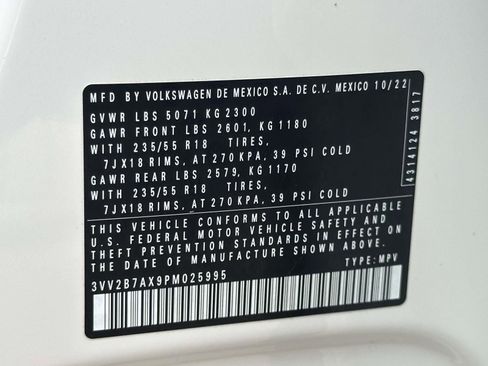 MFD BY VOLKSWAGEN DE MEXICO S.A. DE C.V. MEXICO 10/22
GVWR LBS 5071 KG 2300
GAWR FRONT LBS 2601, KG 1180
WITH 235/55 R18 TIRES,
7JX18 RIMS, AT 270 KPA, 39 PSI COLD
GAWR REAR LBS 2579, KG 1170
WITH 235/55 R18 TIRES,
7JX18 RIMS, AT 270 KPA, 39 PSI COLD
THIS VEHICLE CONFORMS TO ALL APPLICABLE
U.S. FEDERAL MOTOR VEHICLE SAFETY AND
THEFT PREVENTION STANDARDS IN EFFECT ON
THE DATE OF MANUFACTURE SHOWN ABOVE.
3VV2B7AX9PM025995 TYPE: MPV
4314124 3817